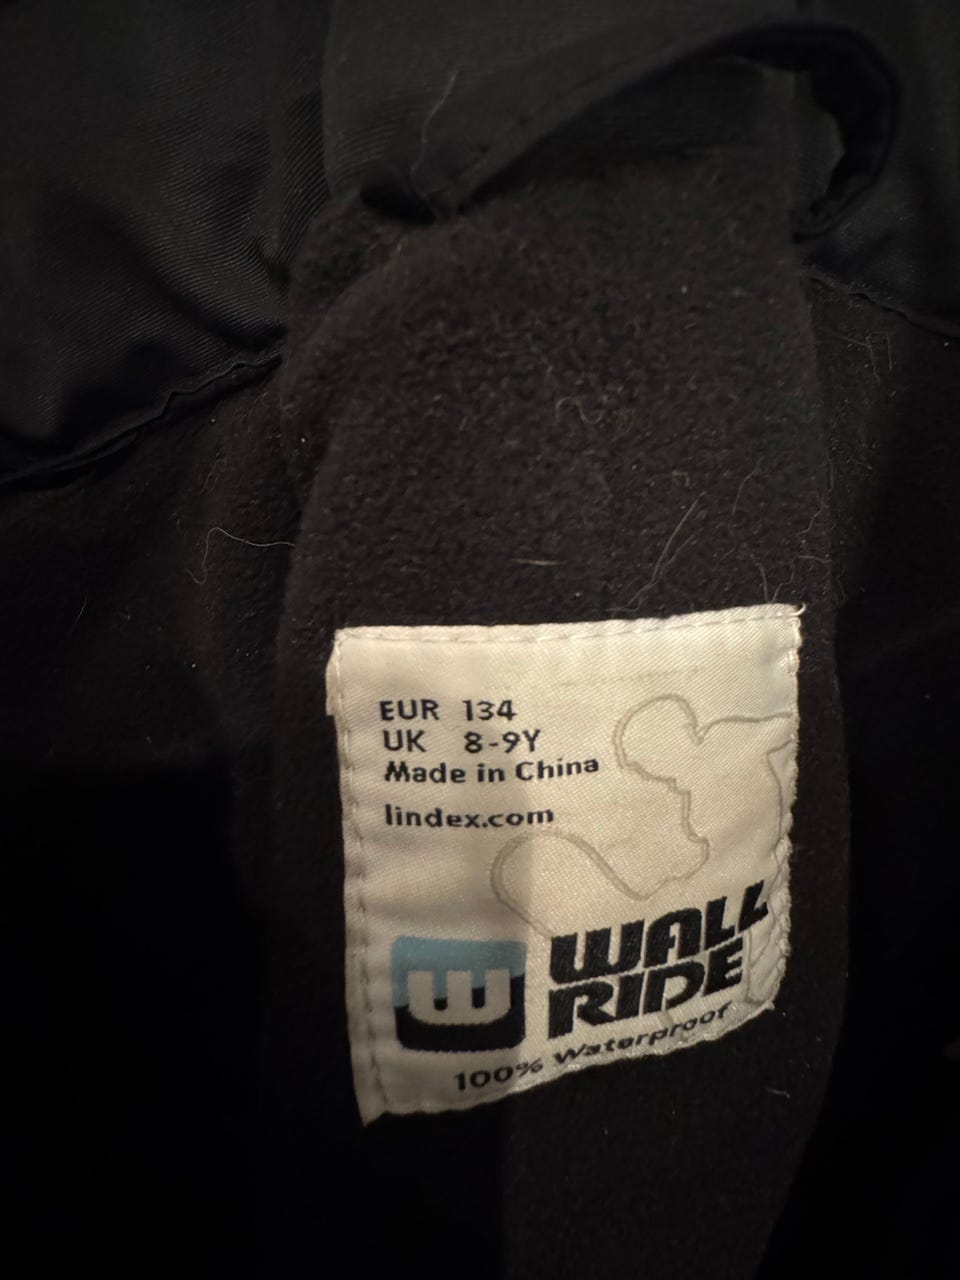 EUR 134
UK 8-9Y
Made in China
lindex.com
WALL
RIDE
100% Waterproof